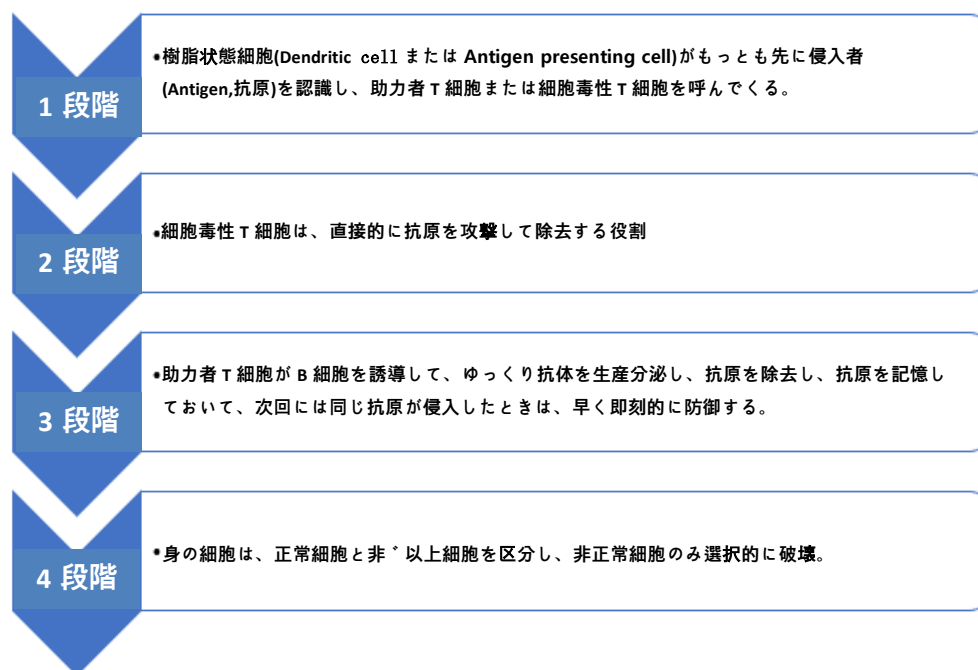 1 段階
•樹脂状態細胞(Dendritic cell または Antigen presenting cell)がもっとも先に侵入者
(Antigen,抗原)を認識し、助力者 T 細胞または細胞毒性 T 細胞を呼んでくる。
2 段階
•細胞毒性 T 細胞は、直接的に抗原を攻撃して除去する役割
3 段階
•助力者 T 細胞が B 細胞を誘導して、ゆっくり抗体を生産分泌し、抗原を除去し、抗原を記憶し
ておいて、次回には同じ抗原が侵入したときは、早く即刻的に防御する。
4 段階
•身の細胞は、正常細胞と非゛以上細胞を区分し、非正常細胞のみ選択的に破壊。